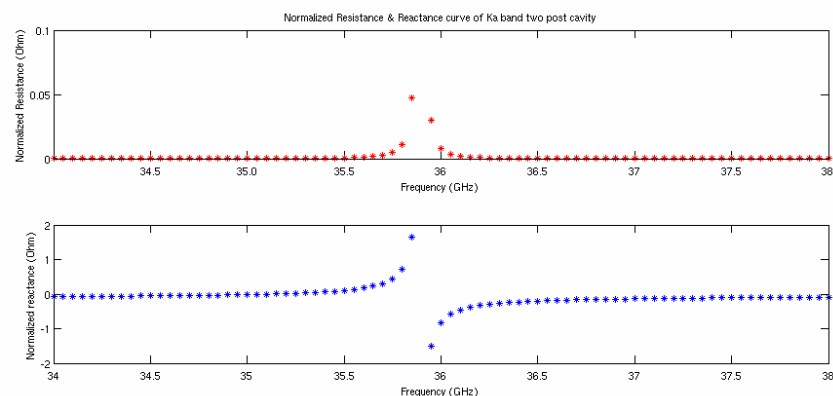 Normalized Resistance & Reactance curve of Ka band two post cavity
0.1
0.05
0
Normalized Resistance (Ohm)
34.5 35.0 35.5 36 36.5 37 37.5 38
Frequency (GHz)
2
1
0
-1
-2
Normalized reactance (Ohm)
34 34.5 35 35.5 36 36.5 37 37.5 38
Frequency (GHz)